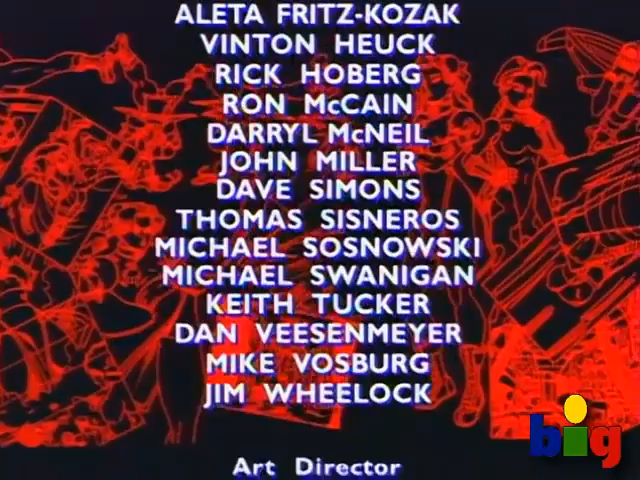 ALETA FRITZ-KOZAK
VINTON HEUCK
RICK HOBERG
RON McCAIN
DARRYL McNEIL
JOHN MILLER
DAVE SIMONS
THOMAS SISNEROS
MICHAEL SOSNOWSKI
MICHAEL SWANIGAN
KEITH TUCKER
DAN VEESENMEYER
MIKE VOSBURG
JIM WHEELOCK
big
Art Director